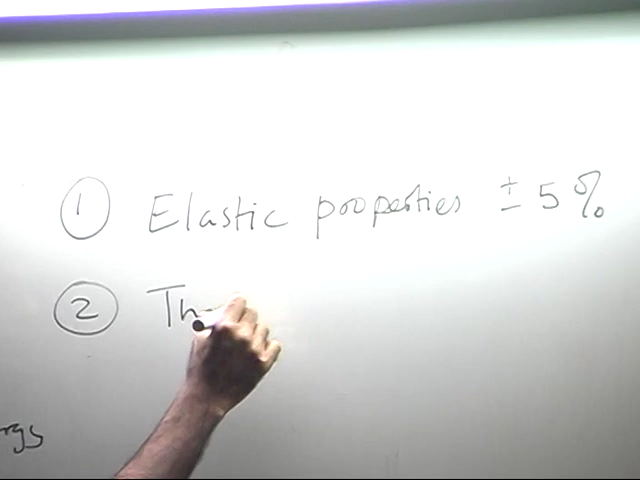 ① Elastic properties ± 5%
② Th